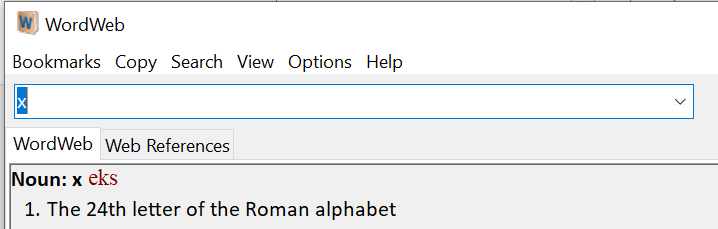 WordWeb
Bookmarks Copy Search View Options Help
x
WordWeb Web References
Noun: x eks
1. The 24th letter of the Roman alphabet